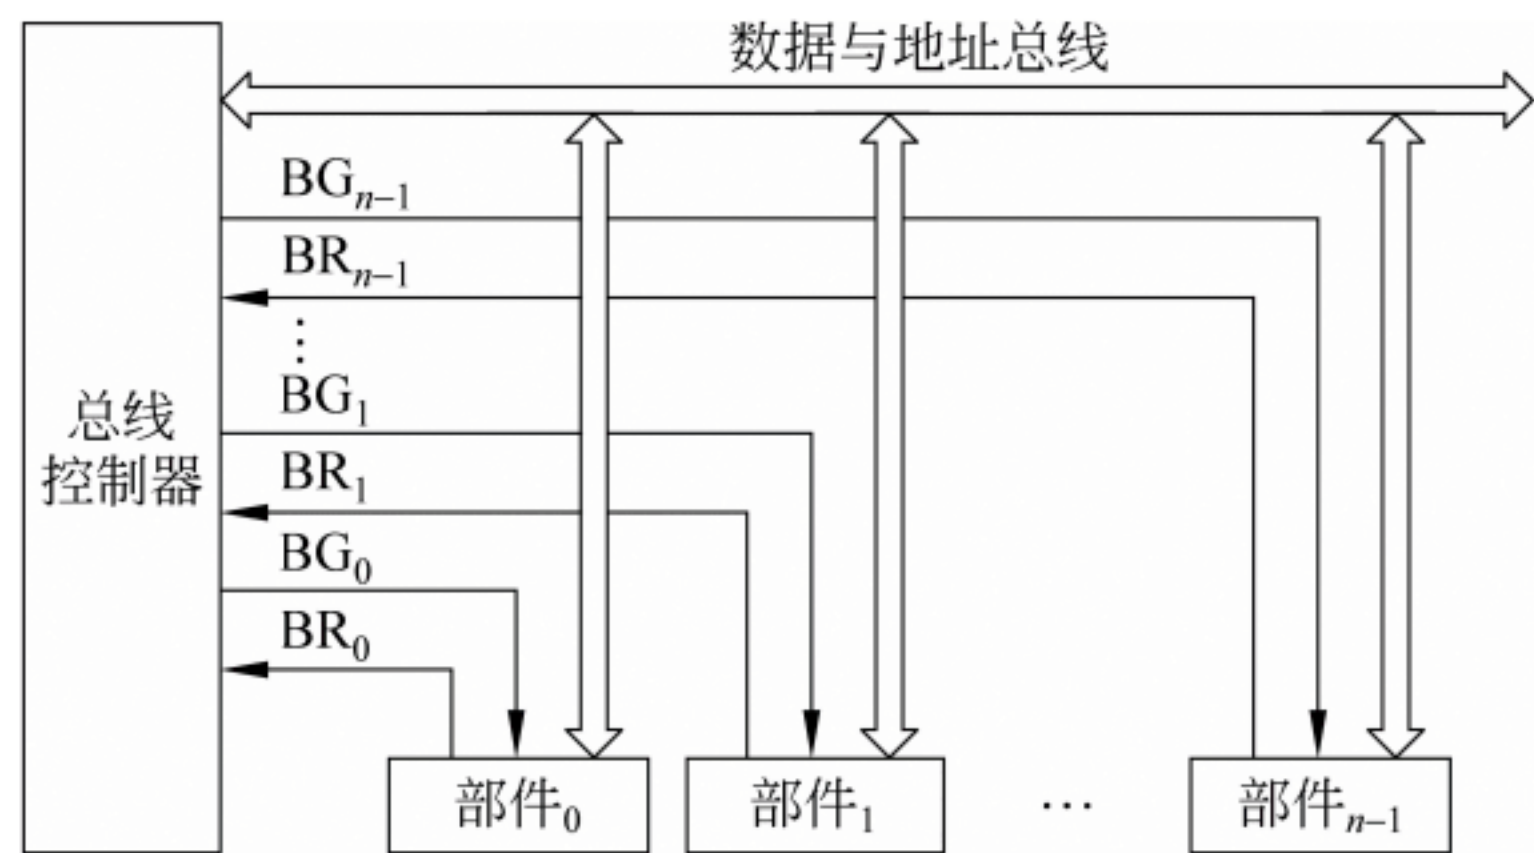 数据与地址总线
BGₙ₋₁
BRₙ₋₁
⋮
BG₁
BR₁
BG₀
BR₀
总线
控制器
部件₀
部件₁
…
部件ₙ₋₁